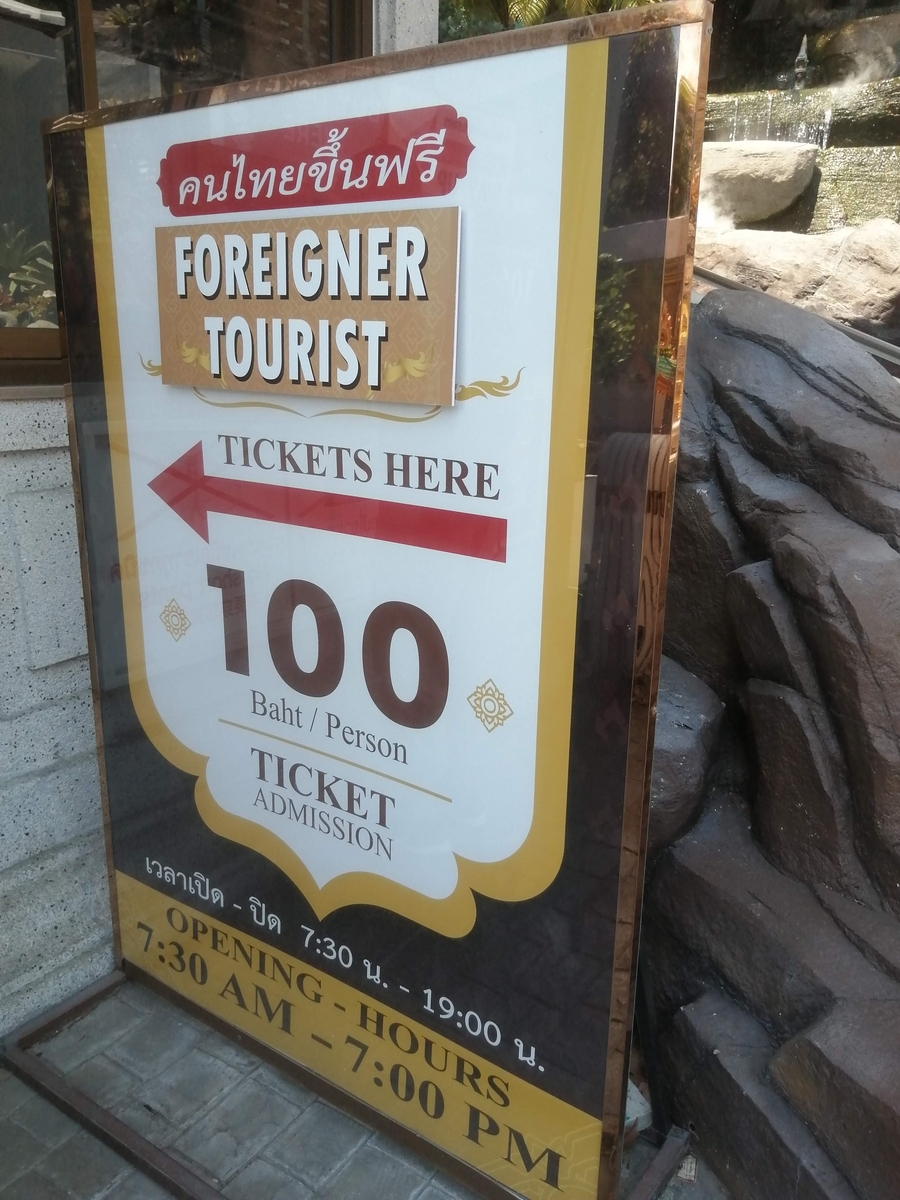 คนไทยขึ้นฟรี
FOREIGNER
TOURIST
TICKETS HERE
100
Baht / Person
TICKET
ADMISSION
เวลาเปิด - ปิด 7:30 น. - 19:00 น.
OPENING - HOURS
7:30 AM - 7:00 PM